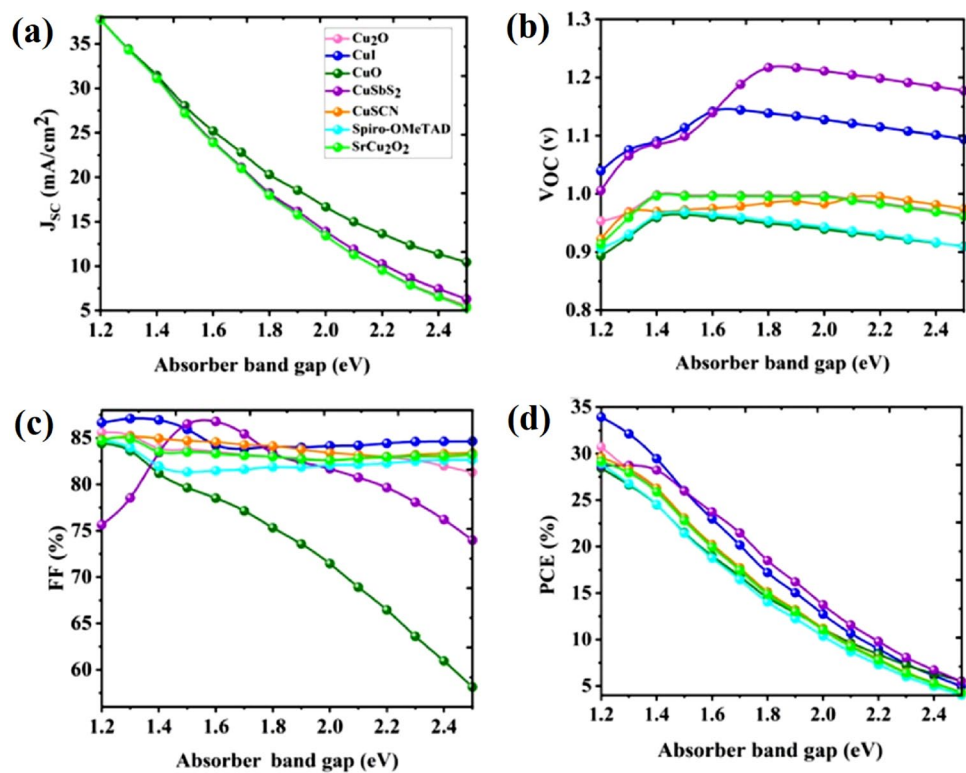 (a)
40
35
30
25
20
15
10
5
J_SC (mA/cm²)
1.2 1.4 1.6 1.8 2.0 2.2 2.4
Absorber band gap (eV)
Cu₂O
CuI
CuO
CuSbS₂
CuSCN
Spiro-OMeTAD
SrCu₂O₂
(b)
1.3
1.2
1.1
1.0
0.9
0.8
V_OC (v)
1.2 1.4 1.6 1.8 2.0 2.2 2.4
Absorber band gap (eV)
(c)
90
85
80
75
70
65
60
FF (%)
1.2 1.4 1.6 1.8 2.0 2.2 2.4
Absorber band gap (eV)
(d)
35
30
25
20
15
10
5
PCE (%)
1.2 1.4 1.6 1.8 2.0 2.2 2.4
Absorber band gap (eV)